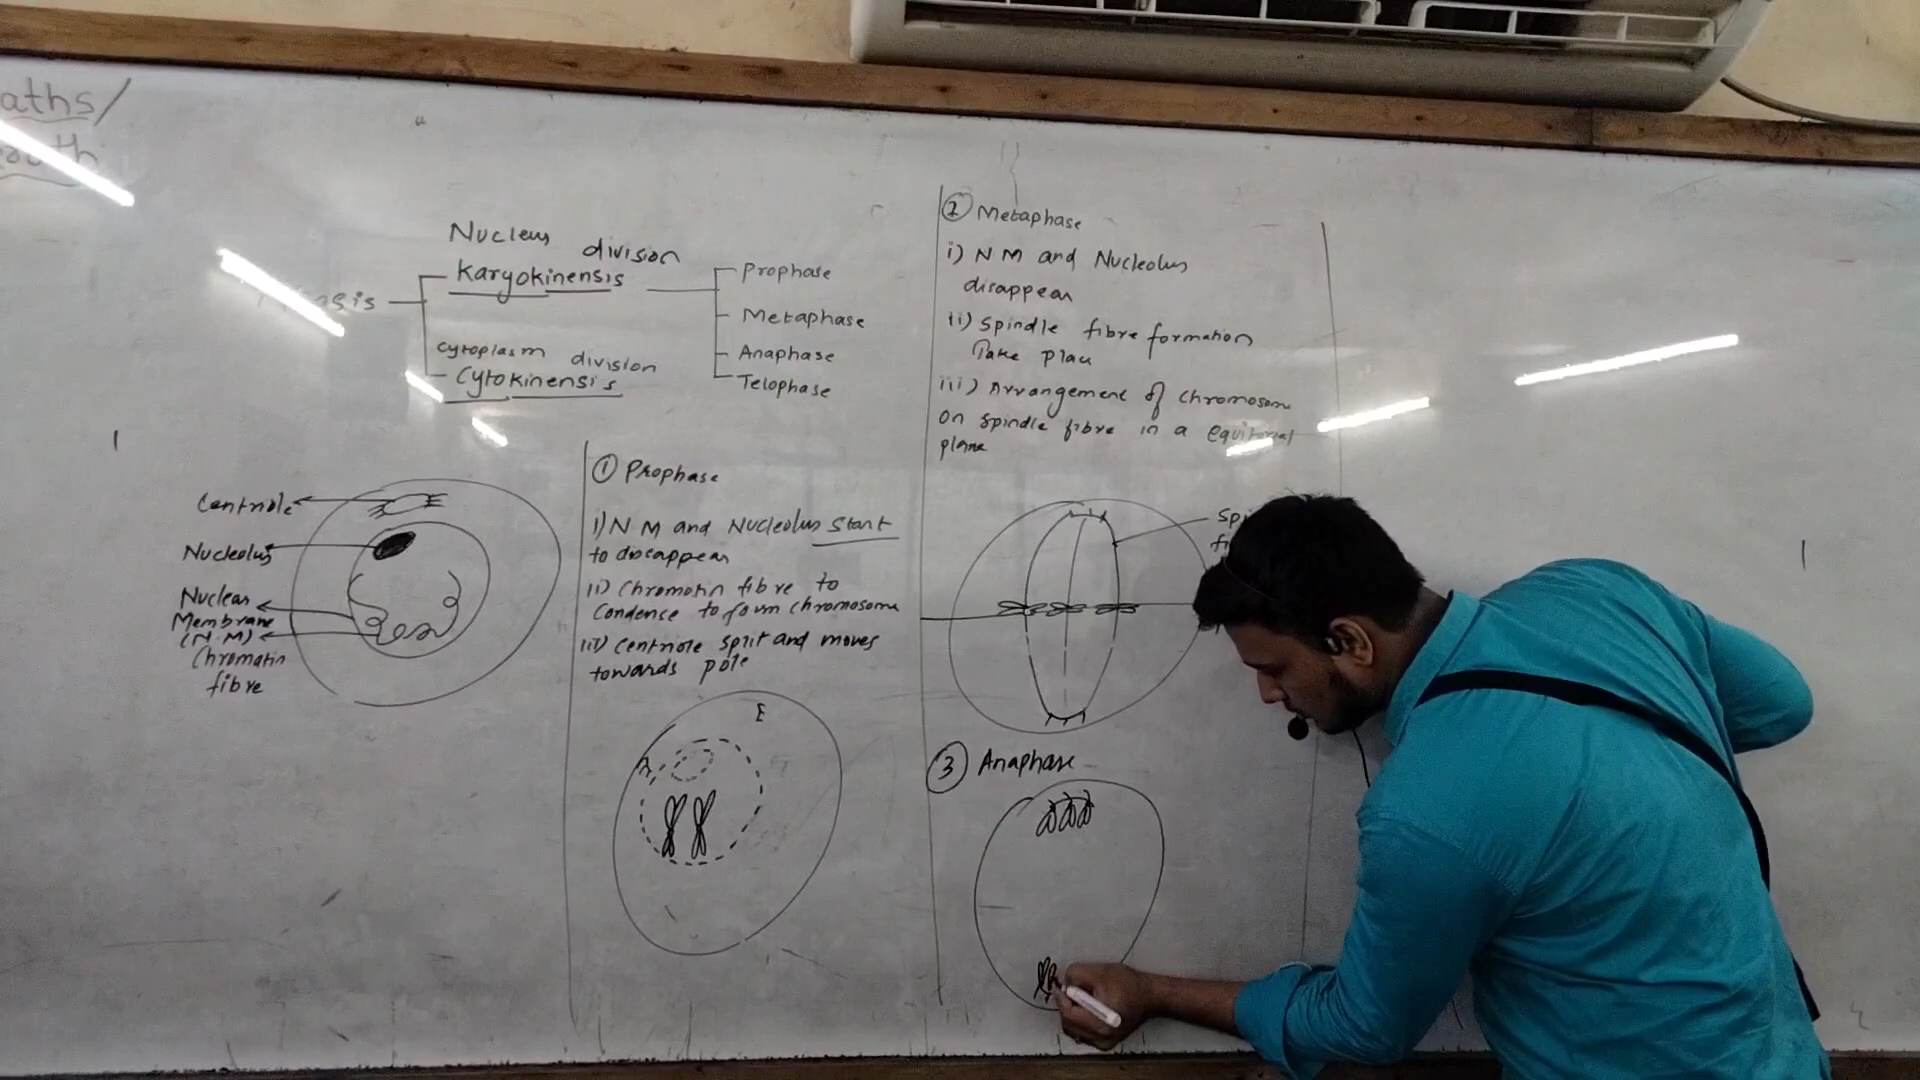 aths/
Nucleus division
Karyokinensis
Prophase
Metaphase
Anaphase
Telophase
Cytoplasm division
Cytokinensis
Centriole
Nucleolus
Nuclear
Membrane
(N.M)
Chromatin
fibre
① Prophase
i) N M and Nucleolus start
to disappear
ii) Chromatin fibre to
Condence to form chromosome
iii) Centriole split and moves
towards pole
② Metaphase
i) N M and Nucleolus
disappear
ii) Spindle fibre formation
Take place
iii) Arrangement of chromosome
on spindle fibre in a equitorial
plane
③ Anaphase